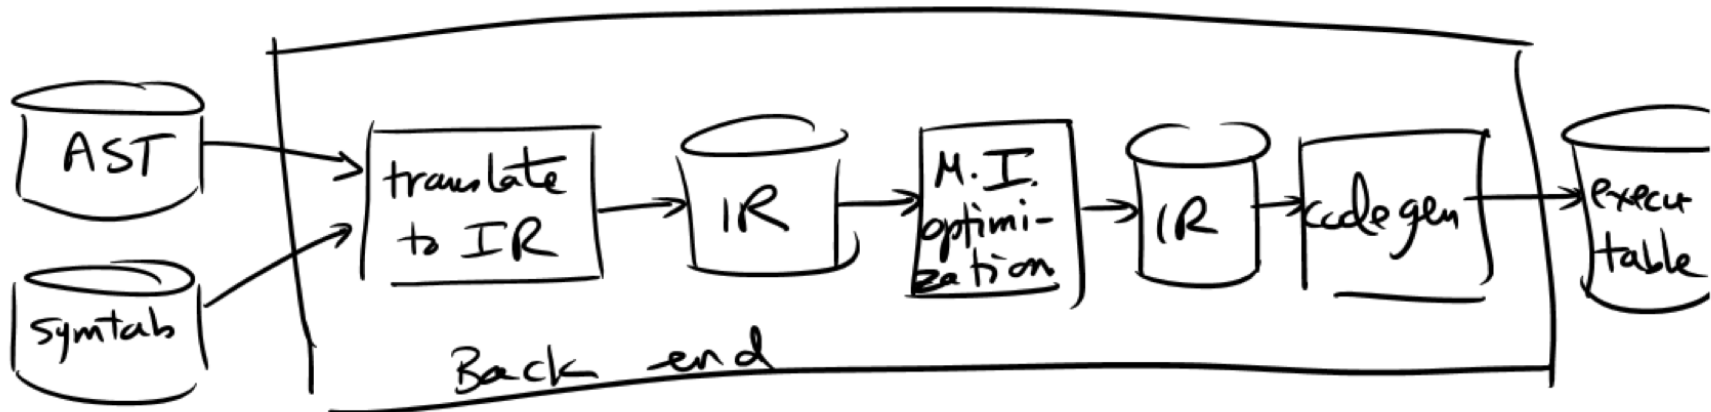 AST
symtab
translate
to IR
IR
M.I.
optimi-
zation
IR
codegen
execu
table
Back end